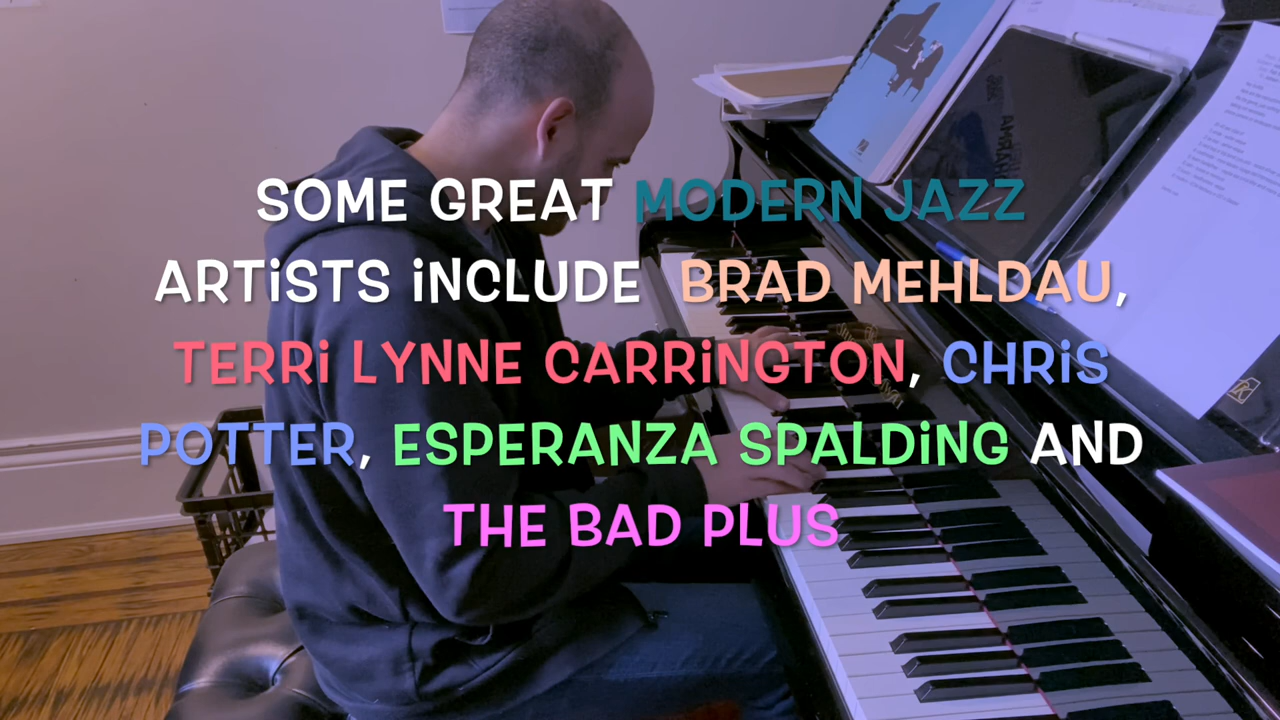 SOME GREAT MODERN JAZZ
ARTiSTS iNCLUDE BRAD MEHLDAU,
TERRi LYNNE CARRiNGTON, CHRiS
POTTER, ESPERANZA SPALDiNG AND
THE BAD PLUS